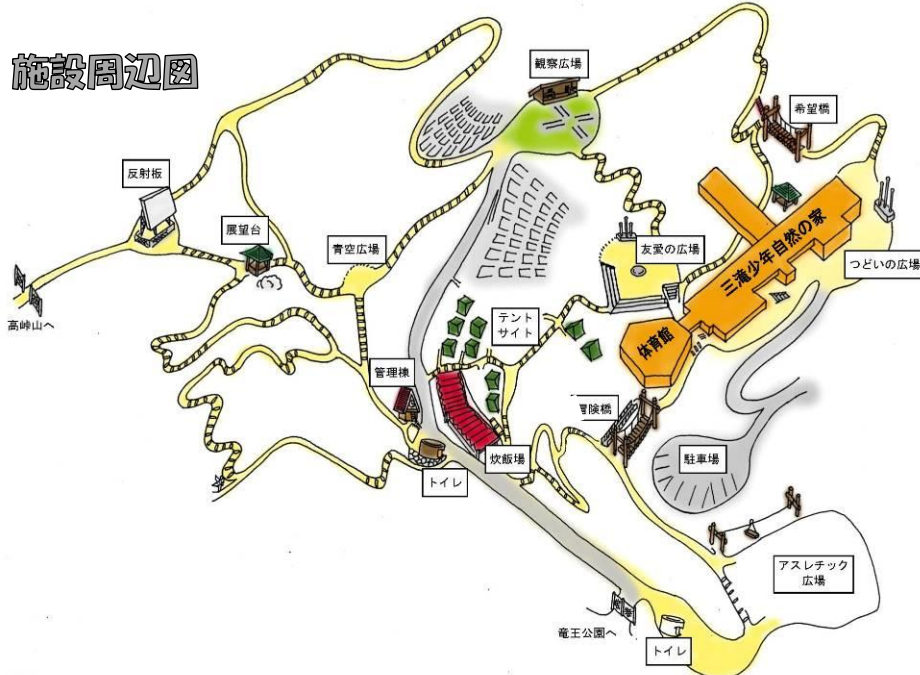 施設周辺図
観察広場
希望橋
反射板
展望台
青空広場
友愛の広場
三滝少年自然の家
つどいの広場
高峠山へ
テント
サイト
体育館
管理棟
冒険橋
炊飯場
トイレ
駐車場
アスレチック
広場
竜王公園へ
トイレ